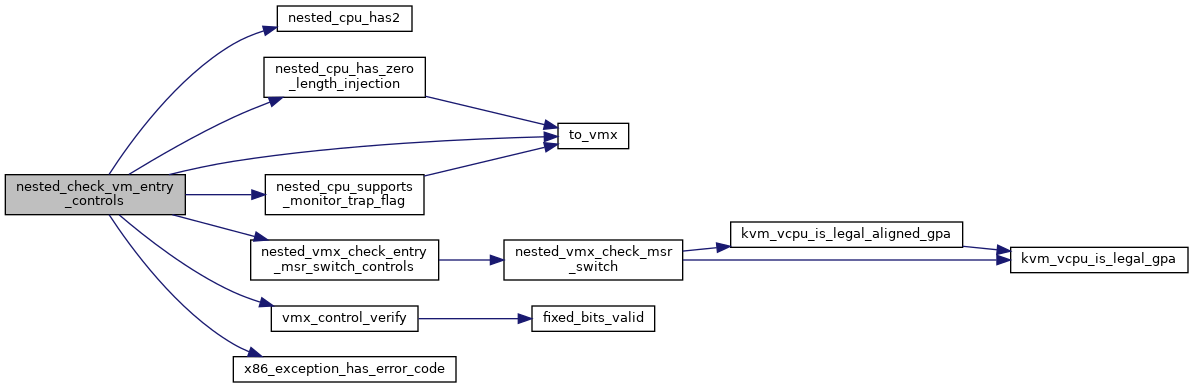 nested_cpu_has2
nested_cpu_has_zero
_length_injection
to_vmx
nested_check_vm_entry
_controls
nested_cpu_supports
_monitor_trap_flag
nested_vmx_check_entry
_msr_switch_controls
nested_vmx_check_msr
_switch
kvm_vcpu_is_legal_aligned_gpa
kvm_vcpu_is_legal_gpa
vmx_control_verify
fixed_bits_valid
x86_exception_has_error_code